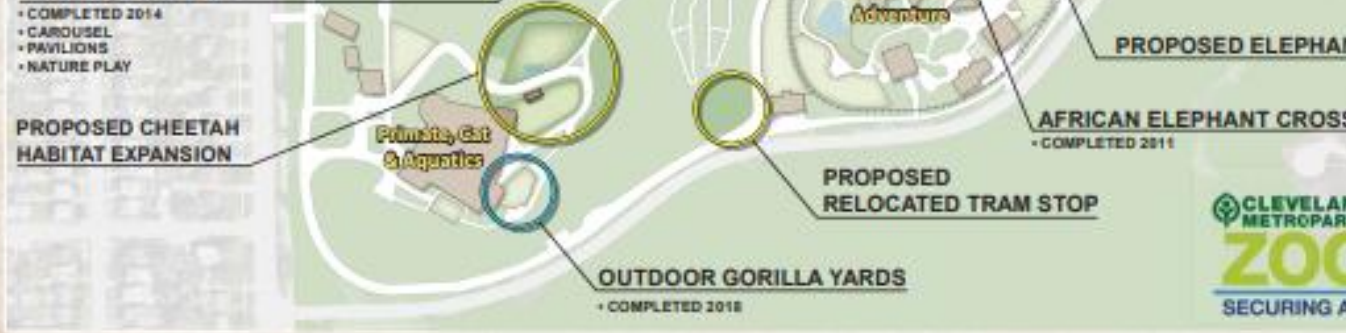 • COMPLETED 2014
• CAROUSEL
• PAVILIONS
• NATURE PLAY
PROPOSED CHEETAH
HABITAT EXPANSION
Primate, Cat
& Aquatics
Adventure
PROPOSED ELEPHAN
AFRICAN ELEPHANT CROSS
• COMPLETED 2011
PROPOSED
RELOCATED TRAM STOP
OUTDOOR GORILLA YARDS
• COMPLETED 2018
CLEVELAN
METROPAR
ZOO
SECURING A